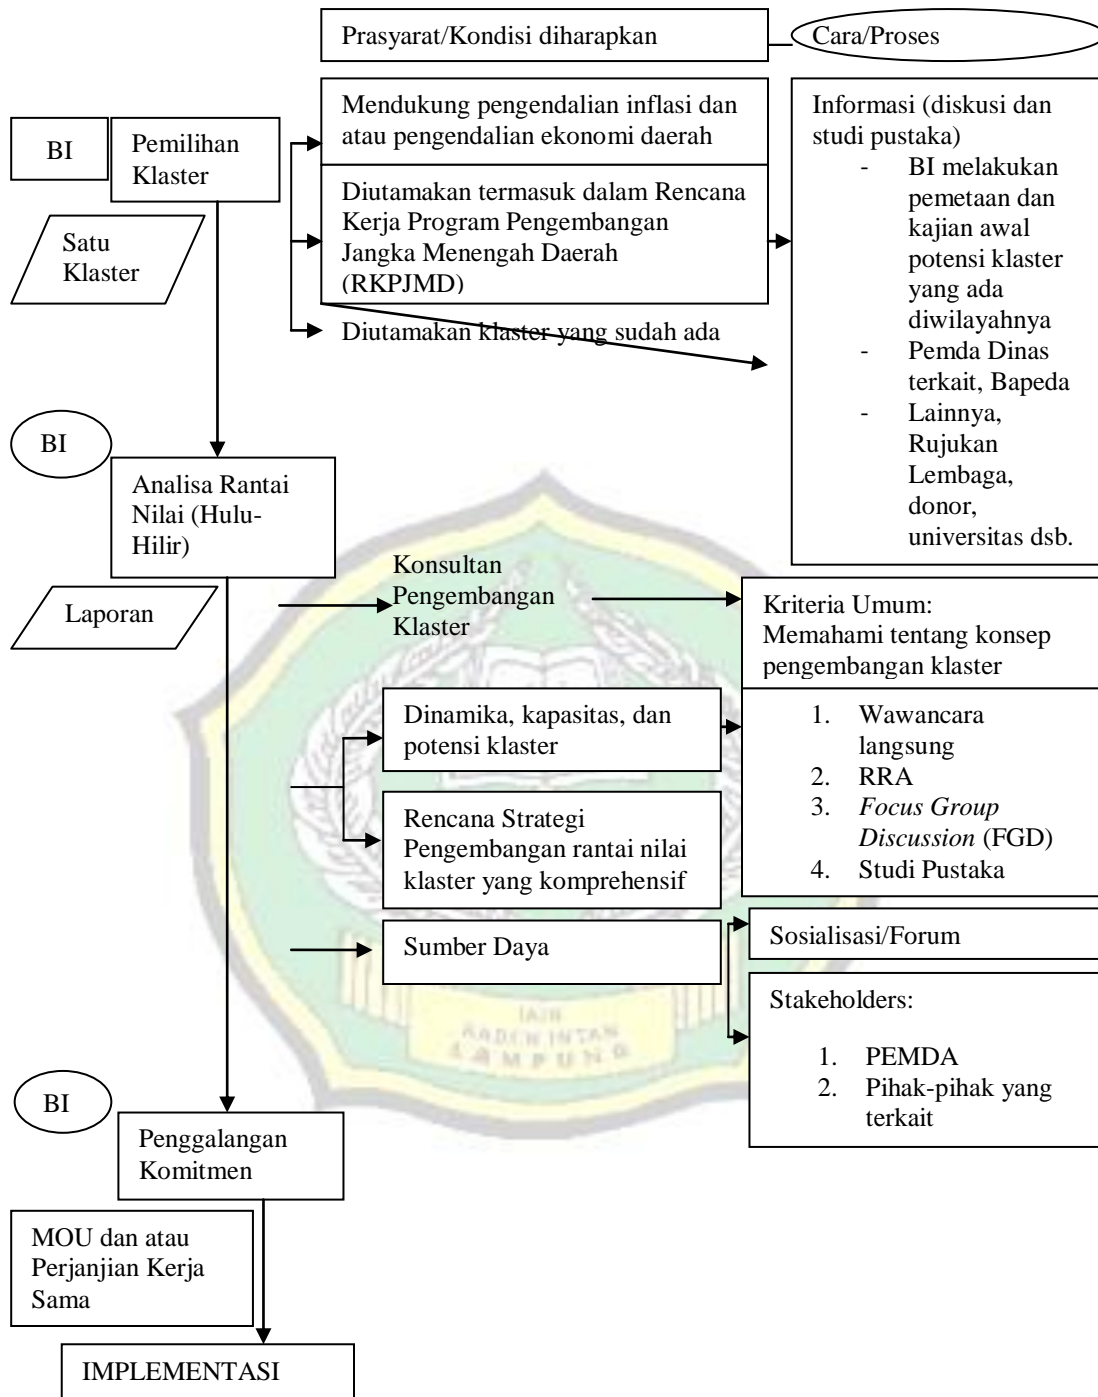 Prasyarat/Kondisi diharapkan
Cara/Proses
BI
Pemilihan
Klaster
Satu
Klaster
Mendukung pengendalian inflasi dan
atau pengendalian ekonomi daerah
Diutamakan termasuk dalam Rencana
Kerja Program Pengembangan
Jangka Menengah Daerah
(RKPJMD)
Diutamakan klaster yang sudah ada
Informasi (diskusi dan
studi pustaka)
- BI melakukan
pemetaan dan
kajian awal
potensi klaster
yang ada
diwilayahnya
- Pemda Dinas
terkait, Bapeda
- Lainnya,
Rujukan
Lembaga,
donor,
universitas dsb.
BI
Analisa Rantai
Nilai (Hulu-
Hilir)
Laporan
Konsultan
Pengembangan
Klaster
Kriteria Umum:
Memahami tentang konsep
pengembangan klaster
Dinamika, kapasitas, dan
potensi klaster
Rencana Strategi
Pengembangan rantai nilai
klaster yang komprehensif
1. Wawancara
langsung
2. RRA
3. Focus Group
Discussion (FGD)
4. Studi Pustaka
Sumber Daya
Sosialisasi/Forum
Stakeholders:
1. PEMDA
2. Pihak-pihak yang
terkait
IAIN
RADEN INTAN
LAMPUNG
BI
Penggalangan
Komitmen
MOU dan atau
Perjanjian Kerja
Sama
IMPLEMENTASI